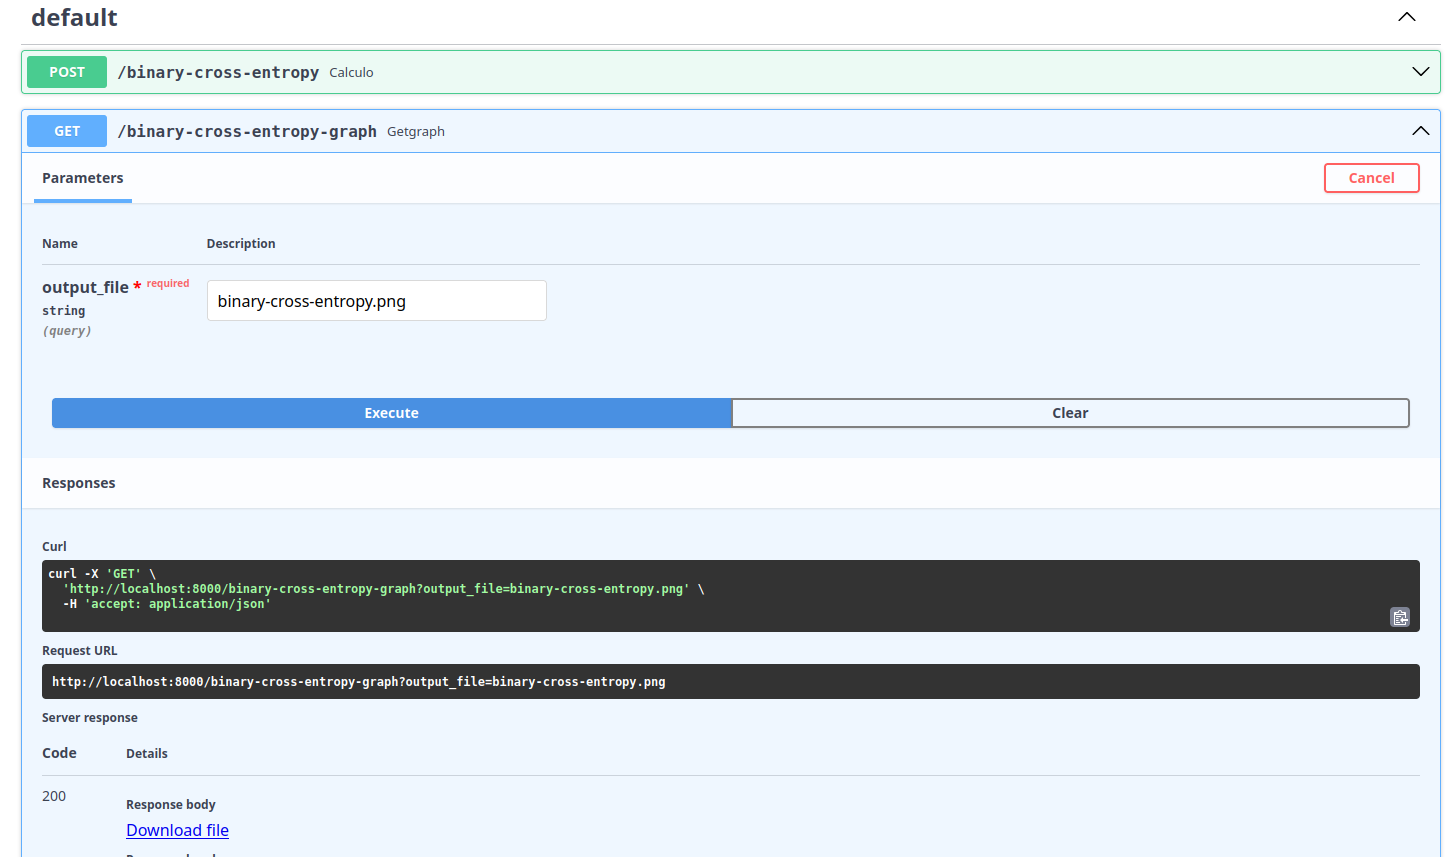 default
POST /binary-cross-entropy Calculo
GET /binary-cross-entropy-graph Getgraph
Parameters Cancel
Name Description
output_file * required binary-cross-entropy.png
string
(query)
Execute Clear
Responses
Curl
curl -X 'GET' \
'http://localhost:8000/binary-cross-entropy-graph?output_file=binary-cross-entropy.png' \
-H 'accept: application/json'
Request URL
http://localhost:8000/binary-cross-entropy-graph?output_file=binary-cross-entropy.png
Server response
Code Details
200
Response body
Download file